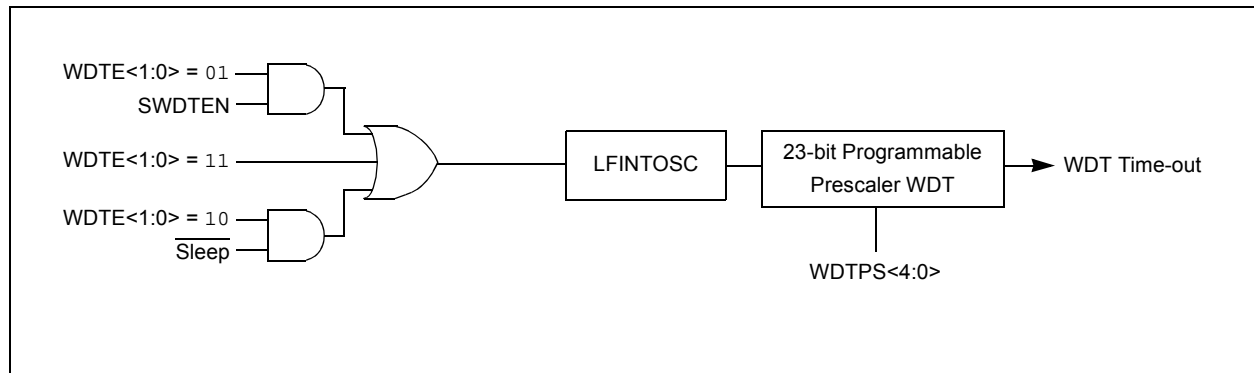 WDTE<1:0> = 01
SWDTEN
WDTE<1:0> = 11
WDTE<1:0> = 10
Sleep
LFINTOSC
23-bit Programmable
Prescaler WDT
WDT Time-out
WDTPS<4:0>